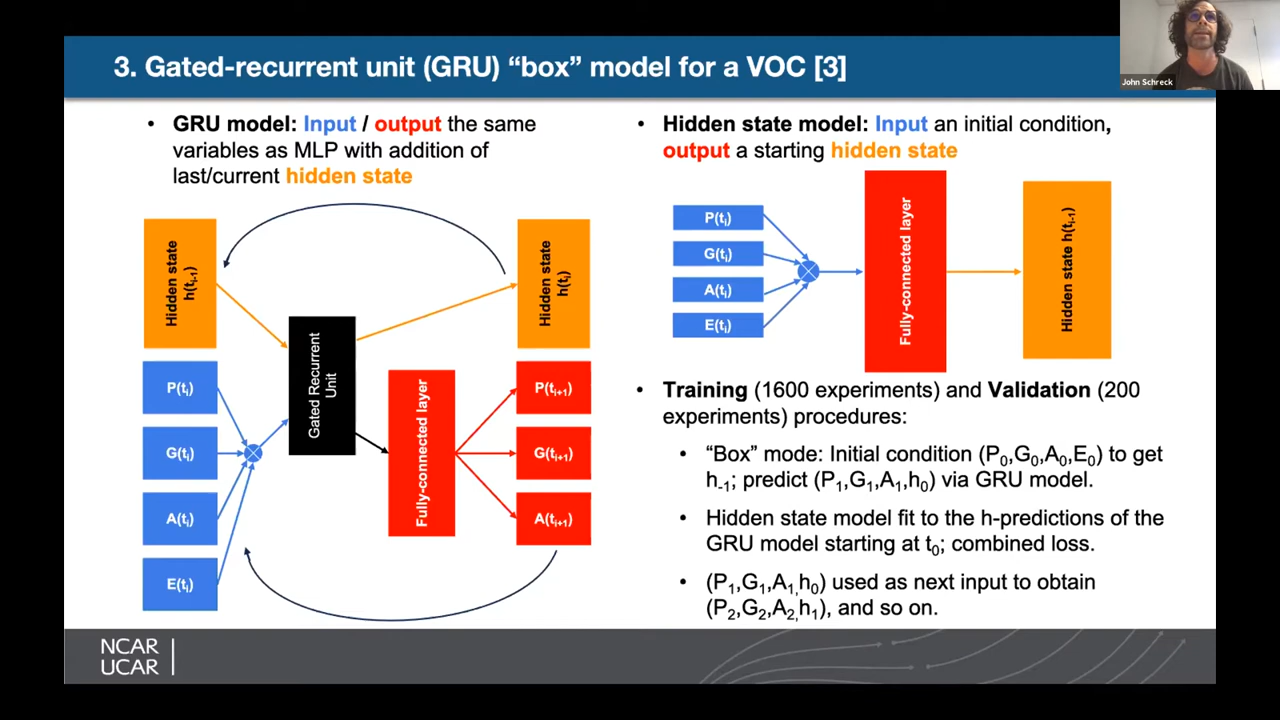 3. Gated-recurrent unit (GRU) “box” model for a VOC [3]
John Schreck
• GRU model: Input / output the same
variables as MLP with addition of
last/current hidden state
Hidden state
h(ti-1)
P(ti)
G(ti)
A(ti)
E(ti)
Gated Recurrent
Unit
Fully-connected layer
Hidden state
h(ti)
P(ti+1)
G(ti+1)
A(ti+1)
• Hidden state model: Input an initial condition,
output a starting hidden state
P(ti)
G(ti)
A(ti)
E(ti)
Fully-connected layer
Hidden state h(ti-1)
• Training (1600 experiments) and Validation (200
experiments) procedures:
• “Box” mode: Initial condition (P0,G0,A0,E0) to get
h-1; predict (P1,G1,A1,h0) via GRU model.
• Hidden state model fit to the h-predictions of the
GRU model starting at t0; combined loss.
• (P1,G1,A1,h0) used as next input to obtain
(P2,G2,A2,h1), and so on.
NCAR
UCAR